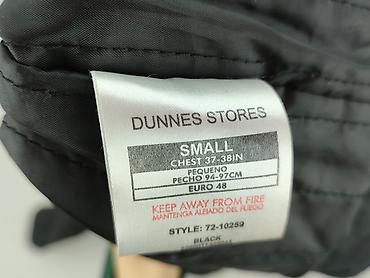 DUNNES STORES
SMALL
CHEST 37-38IN
PEQUENO
PECHO 94-97CM
EURO 48
KEEP AWAY FROM FIRE
MANTENGA ALEJADO DEL FUEGO
STYLE: 72-10259
BLACK